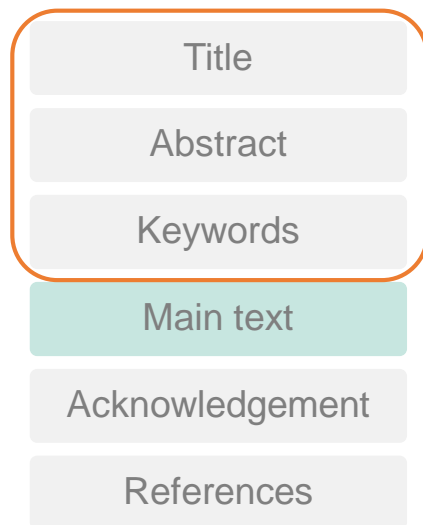 Title
Abstract
Keywords
Main text
Acknowledgement
References